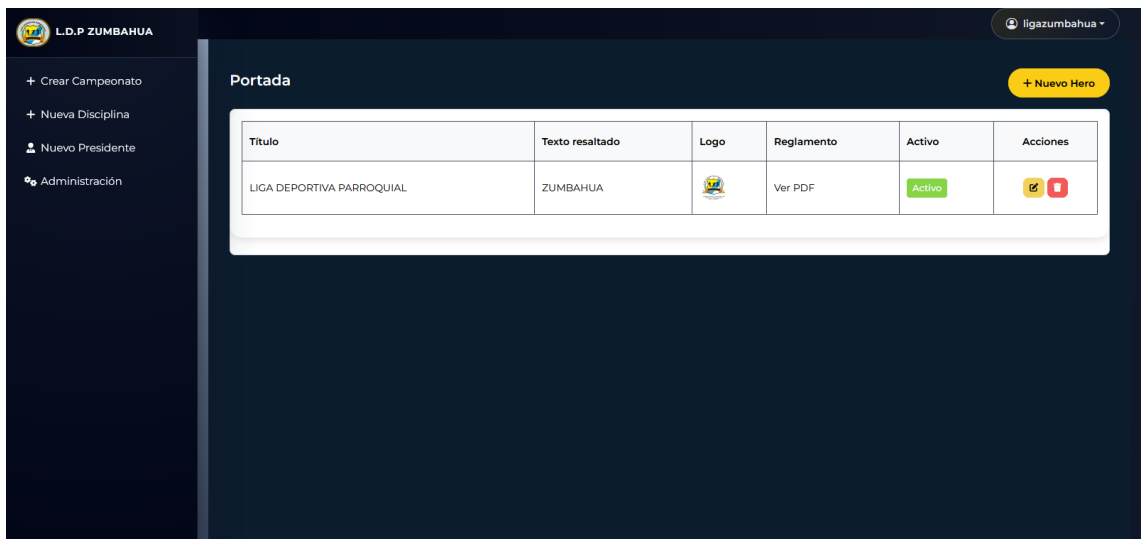 L.D.P ZUMBAHUA
ligazumbahua
+ Crear Campeonato
+ Nueva Disciplina
Nuevo Presidente
Administración
Portada
+ Nuevo Hero
Título Texto resaltado Logo Reglamento Activo Acciones
LIGA DEPORTIVA PARROQUIAL ZUMBAHUA Ver PDF Activo